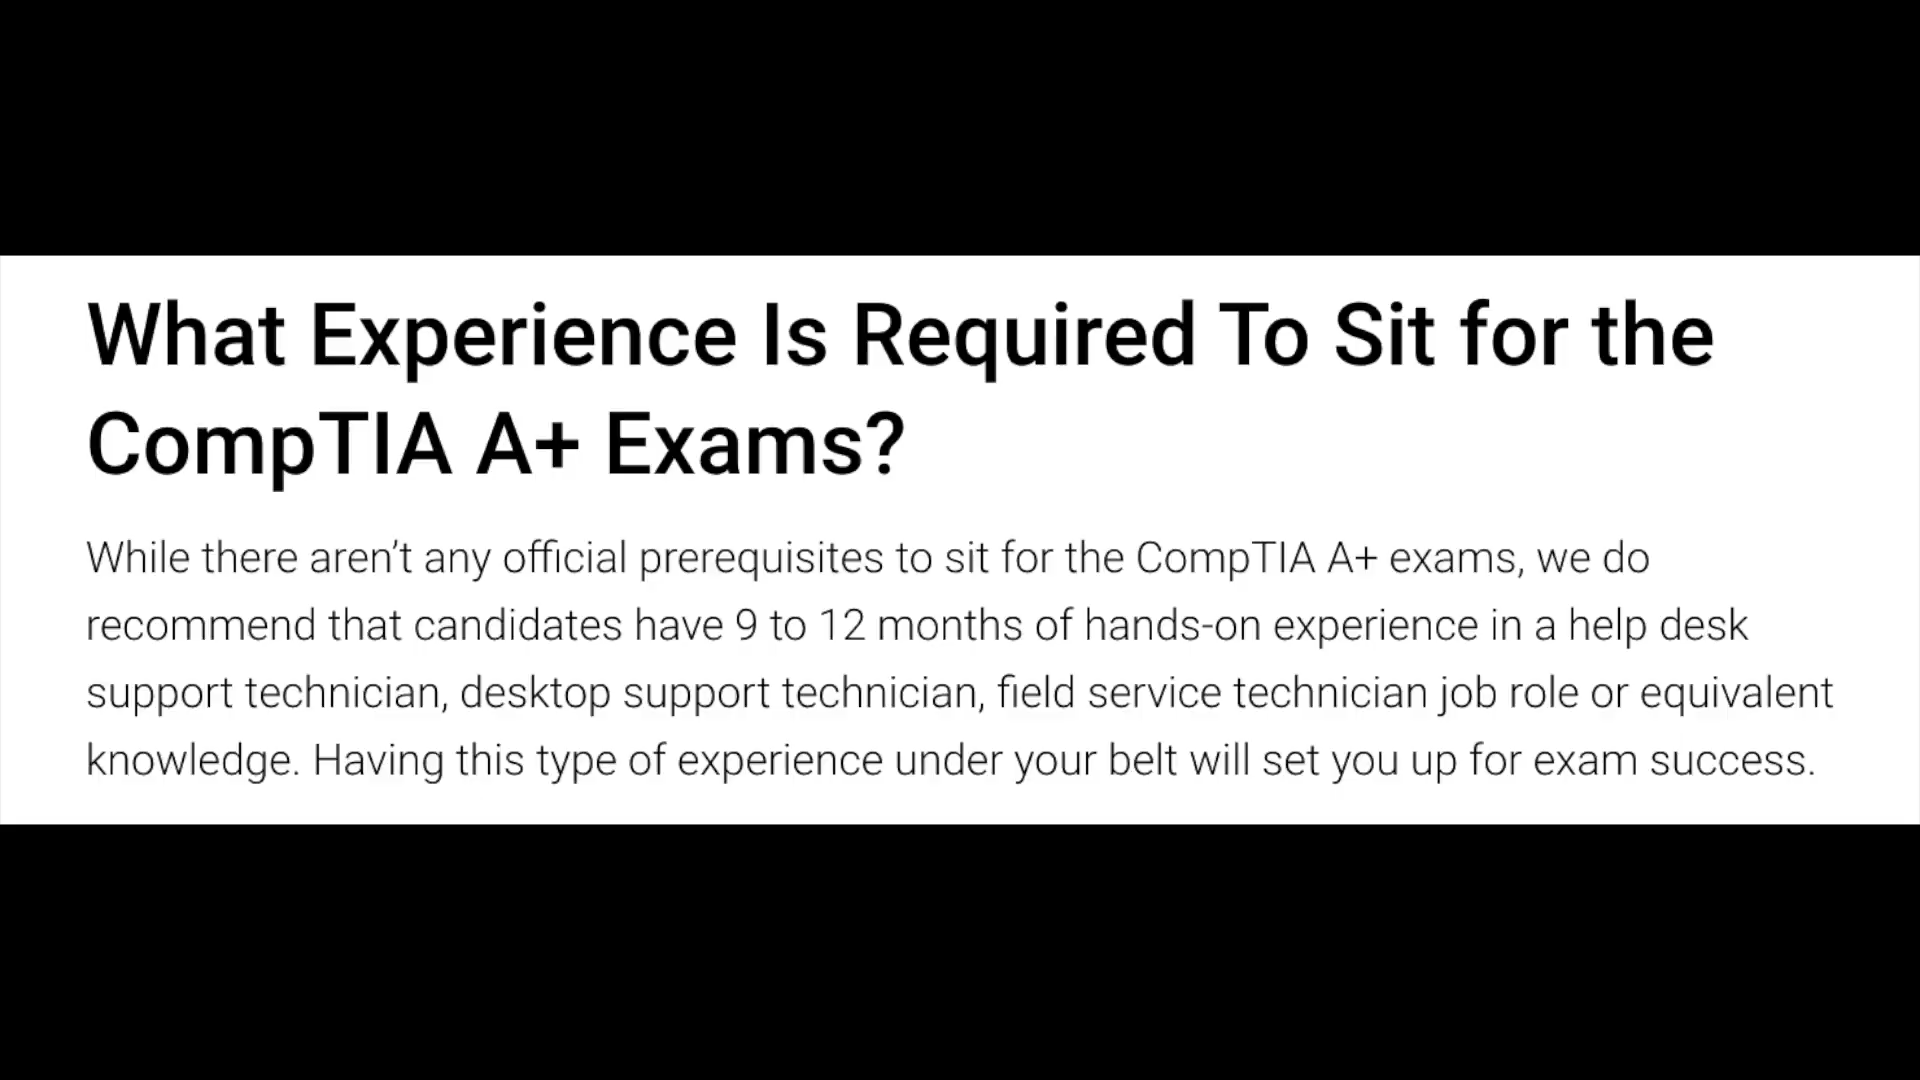 What Experience Is Required To Sit for the
CompTIA A+ Exams?
While there aren’t any official prerequisites to sit for the CompTIA A+ exams, we do
recommend that candidates have 9 to 12 months of hands-on experience in a help desk
support technician, desktop support technician, field service technician job role or equivalent
knowledge. Having this type of experience under your belt will set you up for exam success.